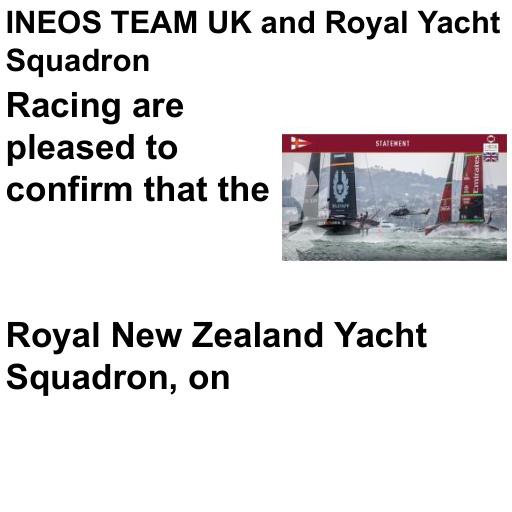 INEOS TEAM UK and Royal Yacht
Squadron
Racing are
pleased to
confirm that the
STATEMENT
Emirates
Royal New Zealand Yacht
Squadron, on